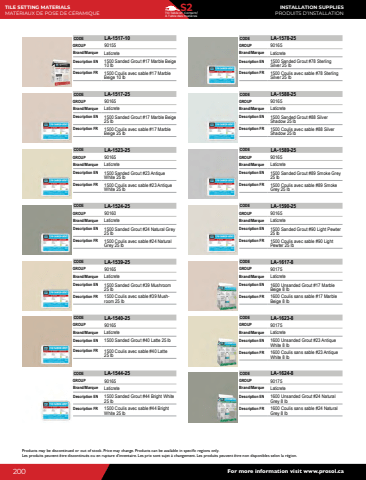 TILE SETTING MATERIALS
MATÉRIAUX DE POSE DE CÉRAMIQUE
S2
INSTALLATION SUPPLIES
PRODUITS D'INSTALLATION
CODE LA-1517-10
GROUP 80155
Brand/Marque Laticrete
Description EN 1500 Sanded Grout #17 Marble Beige
10 lb
Description FR 1500 Coulis avec sable #17 Marble
Beige 10 lb
CODE LA-1517-25
GROUP 80165
Brand/Marque Laticrete
Description EN 1500 Sanded Grout #17 Marble Beige
25 lb
Description FR 1500 Coulis avec sable #17 Marble
Beige 25 lb
CODE LA-1523-25
GROUP 80165
Brand/Marque Laticrete
Description EN 1500 Sanded Grout #23 Antique
White 25 lb
Description FR 1500 Coulis avec sable #23 Antique
White 25 lb
CODE LA-1524-25
GROUP 80160
Brand/Marque Laticrete
Description EN 1500 Sanded Grout #24 Natural Grey
25 lb
Description FR 1500 Coulis avec sable #24 Natural
Grey 25 lb
CODE LA-1539-25
GROUP 80165
Brand/Marque Laticrete
Description EN 1500 Sanded Grout #39 Mushroom
25 lb
Description FR 1500 Coulis avec sable #39 Mush-
room 25 lb
CODE LA-1540-25
GROUP 80165
Brand/Marque Laticrete
Description EN 1500 Sanded Grout #40 Latte 25 lb
Description FR 1500 Coulis avec sable #40 Latte
25 lb
CODE LA-1544-25
GROUP 80165
Brand/Marque Laticrete
Description EN 1500 Sanded Grout #44 Bright White
25 lb
Description FR 1500 Coulis avec sable #44 Bright
White 25 lb
CODE LA-1578-25
GROUP 80165
Brand/Marque Laticrete
Description EN 1500 Sanded Grout #78 Sterling
Silver 25 lb
Description FR 1500 Coulis avec sable #78 Sterling
Silver 25 lb
CODE LA-1588-25
GROUP 80165
Brand/Marque Laticrete
Description EN 1500 Sanded Grout #88 Silver
Shadow 25 lb
Description FR 1500 Coulis avec sable #88 Silver
Shadow 25 lb
CODE LA-1589-25
GROUP 80165
Brand/Marque Laticrete
Description EN 1500 Sanded Grout #89 Smoke Grey
25 lb
Description FR 1500 Coulis avec sable #89 Smoke
Grey 25 lb
CODE LA-1590-25
GROUP 80165
Brand/Marque Laticrete
Description EN 1500 Sanded Grout #90 Light Pewter
25 lb
Description FR 1500 Coulis avec sable #90 Light
Pewter 25 lb
CODE LA-1617-8
GROUP 80175
Brand/Marque Laticrete
Description EN 1600 Unsanded Grout #17 Marble
Beige 8 lb
Description FR 1600 Coulis sans sable #17 Marble
Beige 8 lb
CODE LA-1623-8
GROUP 80175
Brand/Marque Laticrete
Description EN 1600 Unsanded Grout #23 Antique
White 8 lb
Description FR 1600 Coulis sans sable #23 Antique
White 8 lb
CODE LA-1624-8
GROUP 80175
Brand/Marque Laticrete
Description EN 1600 Unsanded Grout #24 Natural
Grey 8 lb
Description FR 1600 Coulis sans sable #24 Natural
Grey 8 lb
Products may be discontinued or out of stock. Price may change. Products can be available in specific regions only.
Les produits peuvent être discontinués ou en rupture d'inventaire. Les prix sont sujet à changement. Les produits peuvent être non disponibles selon la région.
200
For more information visit www.prosol.ca